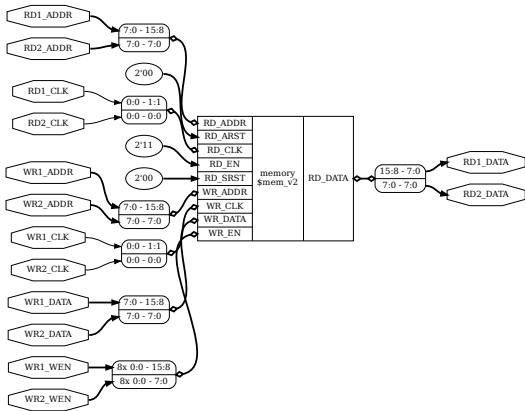 RD1_ADDR
7:0 - 15:8
RD2_ADDR
7:0 - 7:0
2'00
RD1_CLK
0:0 - 1:1
RD2_CLK
0:0 - 0:0
2'11
2'00
WR1_ADDR
WR2_ADDR
7:0 - 15:8
7:0 - 7:0
WR1_CLK
0:0 - 1:1
WR2_CLK
0:0 - 0:0
WR1_DATA
7:0 - 15:8
WR2_DATA
7:0 - 7:0
WR1_WEN
8x 0:0 - 15:8
WR2_WEN
8x 0:0 - 7:0
RD_ADDR
RD_ARST
RD_CLK
RD_EN
RD_SRST
WR_ADDR
WR_CLK
WR_DATA
WR_EN
memory
$mem_v2
RD_DATA
15:8 - 7:0
7:0 - 7:0
RD1_DATA
RD2_DATA